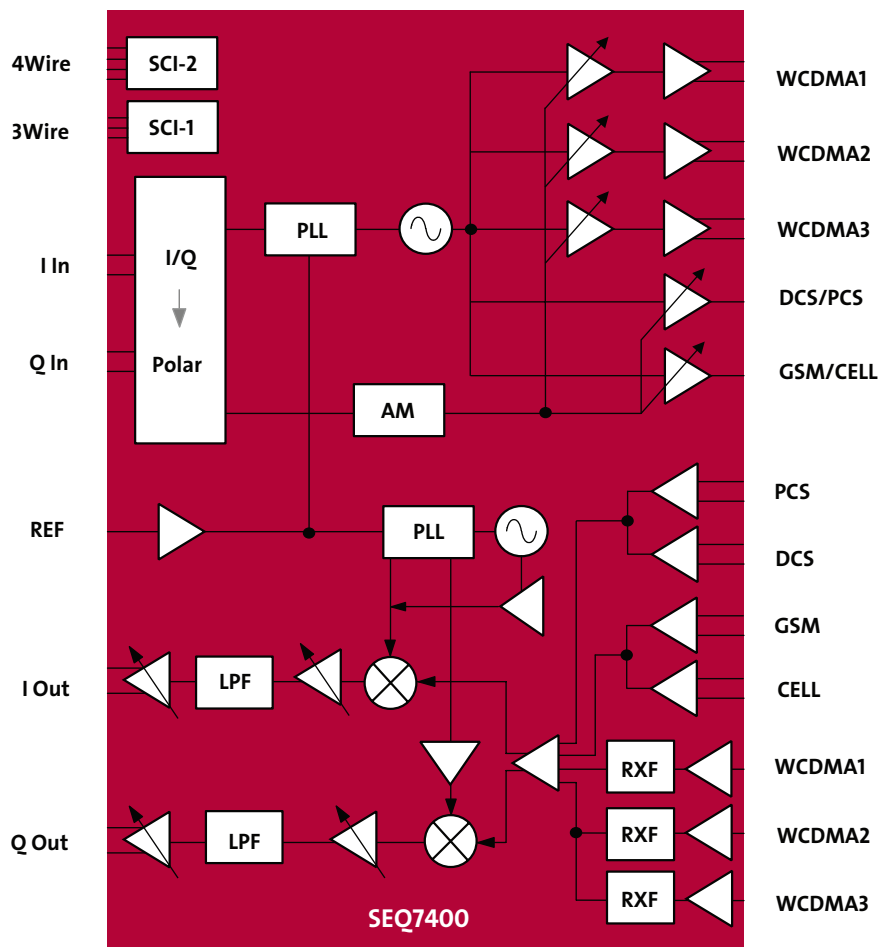 4Wire
SCI-2
3Wire
SCI-1
WCDMA1
WCDMA2
WCDMA3
DCS/PCS
GSM/CELL
I In
Q In
I/Q
Polar
PLL
AM
REF
PLL
PCS
DCS
GSM
CELL
I Out
LPF
Q Out
LPF
RXF
WCDMA1
RXF
WCDMA2
RXF
WCDMA3
SEQ7400